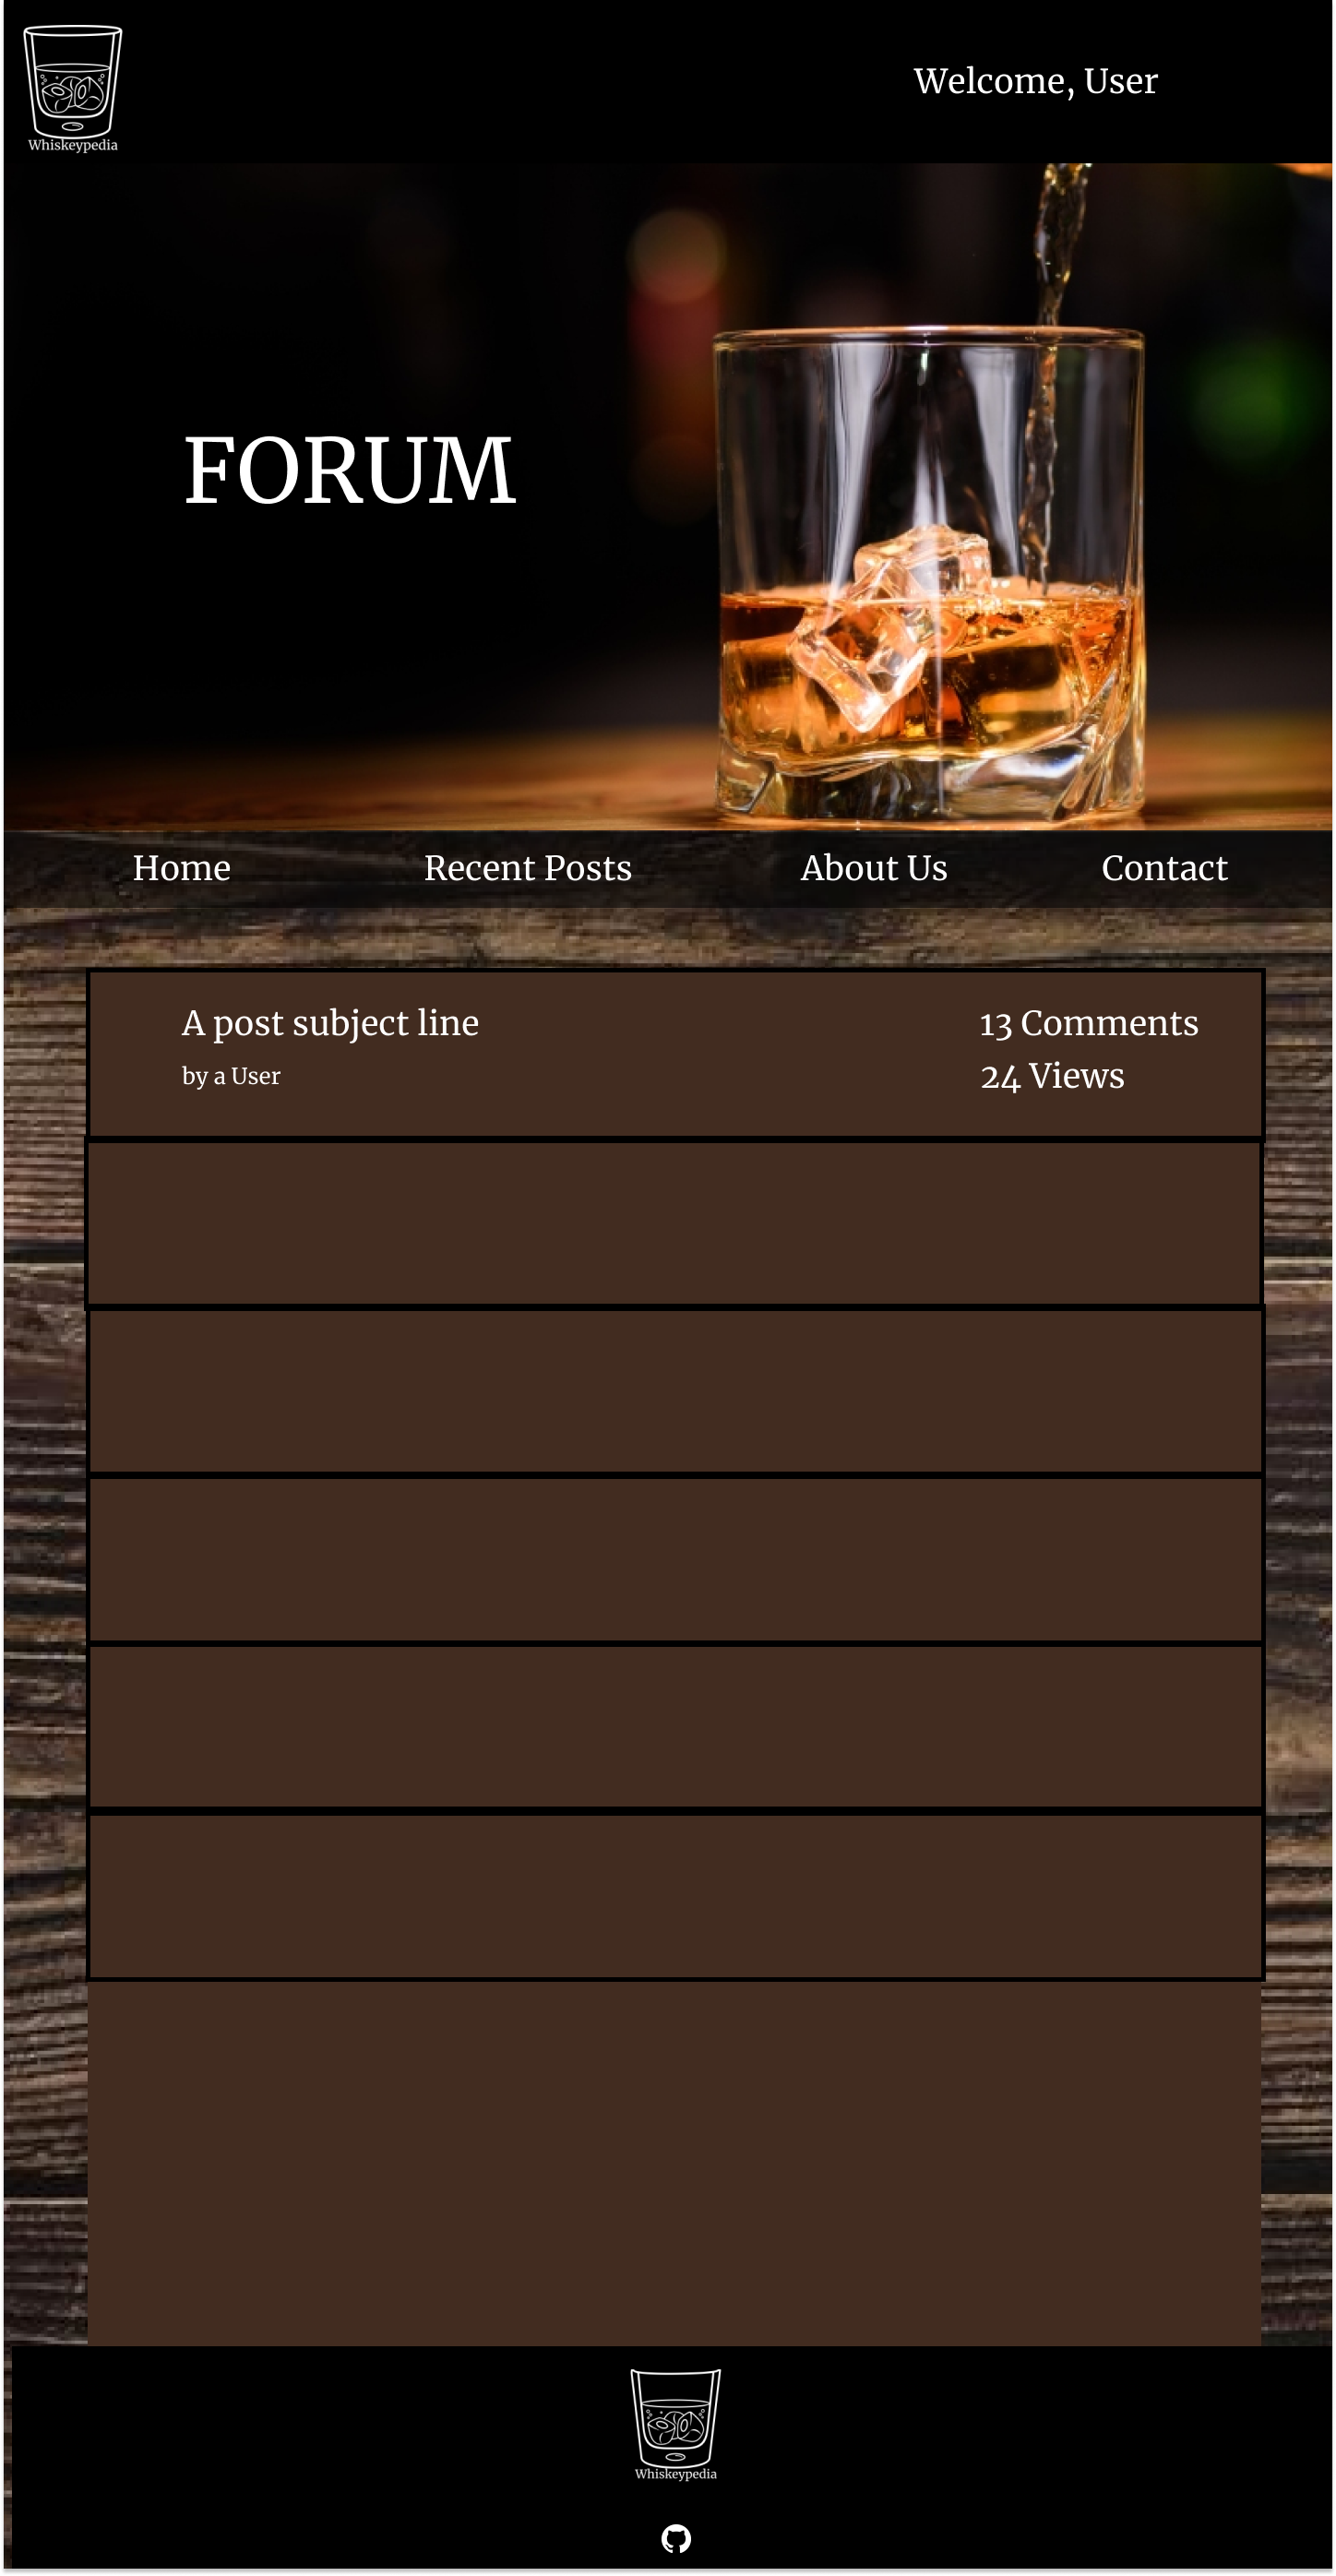 Whiskeypedia
Welcome, User
FORUM
Home Recent Posts About Us Contact
A post subject line
13 Comments
by a User
24 Views
Whiskeypedia